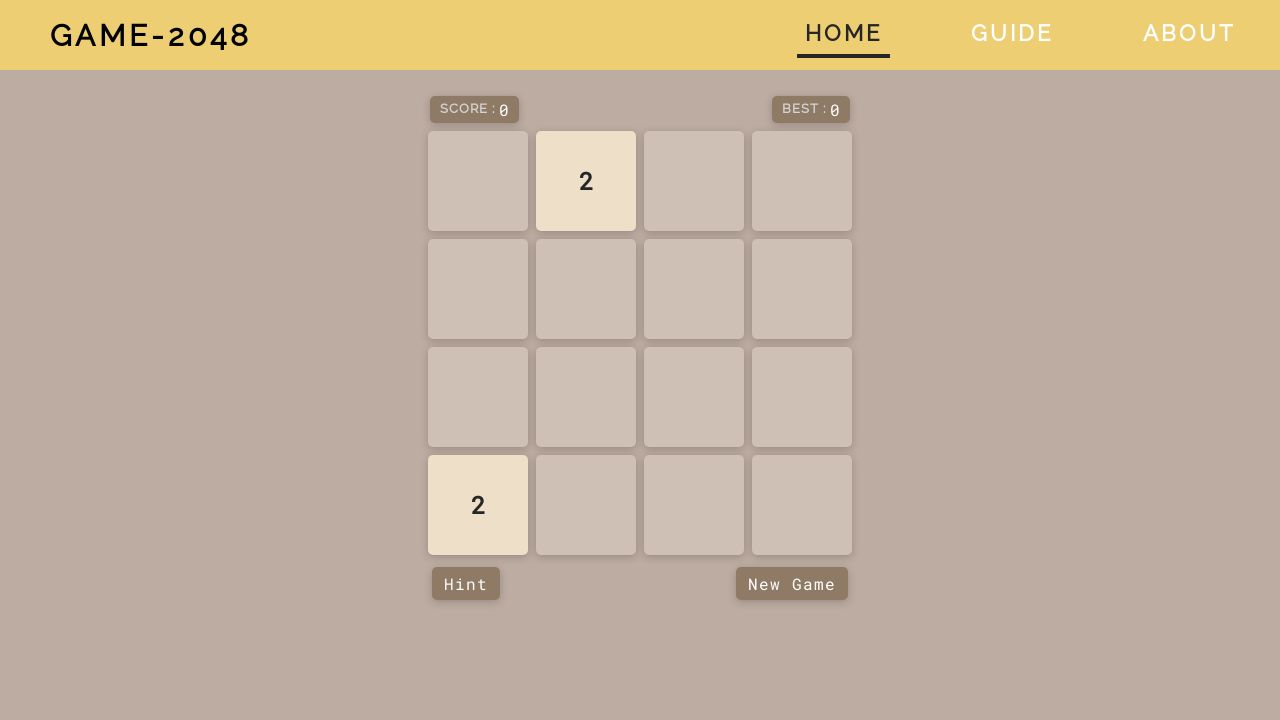 GAME-2048 HOME GUIDE ABOUT
SCORE : 0 BEST : 0
2
2
Hint New Game